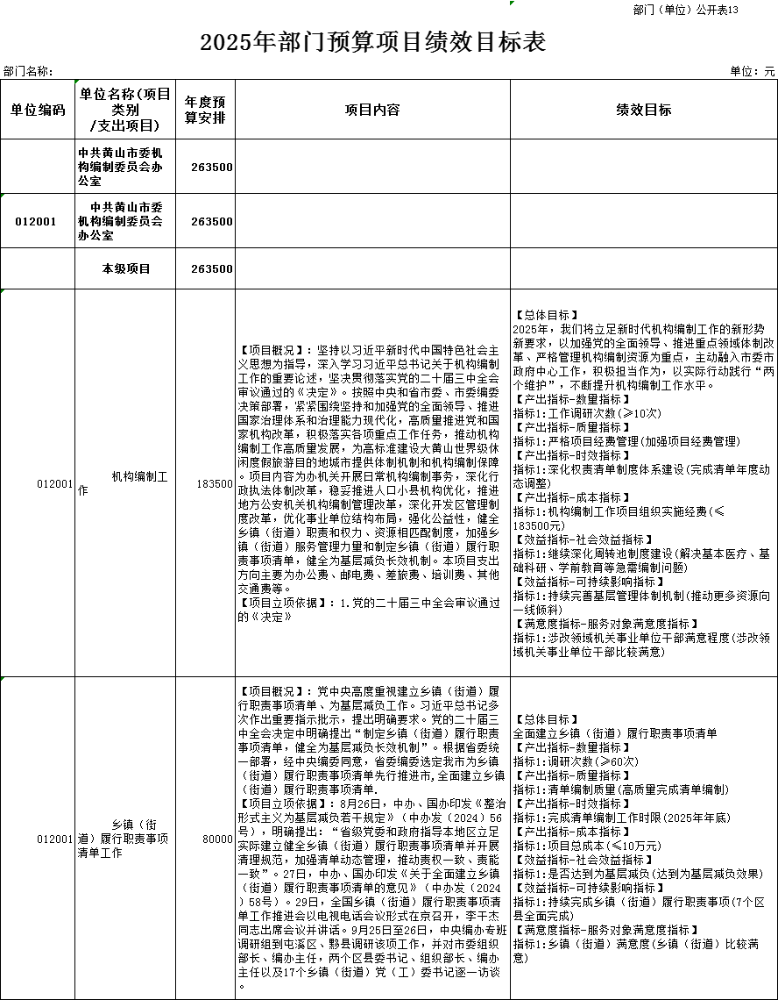 部门（单位）公开表13
2025年部门预算项目绩效目标表
部门名称:
单位: 元
单位编码
单位名称(项目
类别
/支出项目)
年度预
算安排
项目内容
绩效目标
中共黄山市委机
构编制委员会办
公室
263500
012001
中共黄山市委
机构编制委员会
办公室
263500
本级项目
263500
012001
机构编制工
作
183500
【项目概况】: 坚持以习近平新时代中国特色社会主
义思想为指导，深入学习习近平总书记关于机构编制
工作的重要论述，坚决贯彻落实党的二十届三中全会
审议通过的《决定》。按照中央和省市委、市委编委
决策部署，紧紧围绕坚持和加强党的全面领导、推进
国家治理体系和治理能力现代化，高质量推进党和国
家机构改革，积极落实各项重点工作任务，推动机构
编制工作高质量发展，为高标准建设大黄山世界级休
闲度假旅游目的地城市提供体制机制和机构编制保障
。项目内容为办机关开展日常机构编制事务，深化行
政执法体制改革，稳妥推进人口小县机构优化，推进
地方公安机关机构编制管理改革，深化开发区管理制
度改革，优化事业单位结构布局，强化公益性，健全
乡镇（街道）职责和权力、资源相匹配制度，加强乡
镇（街道）服务管理力量和制定乡镇（街道）履行职
责事项清单，健全为基层减负长效机制。本项目支出
方向主要为办公费、邮电费、差旅费、培训费、其他
交通费等。
【项目立项依据】: 1.党的二十届三中全会审议通过
的《决定》
【总体目标】
2025年，我们将立足新时代机构编制工作的新形势
新要求，以加强党的全面领导、推进重点领域体制改
革、严格管理机构编制资源为重点，主动融入市委市
政府中心工作，积极担当作为，以实际行动践行“两
个维护”，不断提升机构编制工作水平。
【产出指标-数量指标】
指标1:工作调研次数(≥10次)
【产出指标-质量指标】
指标1:严格项目经费管理(加强项目经费管理)
【产出指标-时效指标】
指标1:深化权责清单制度体系建设(完成清单年度动
态调整)
【产出指标-成本指标】
指标1:机构编制工作项目组织实施经费(≤
183500元)
【效益指标-社会效益指标】
指标1:继续深化周转池制度建设(解决基本医疗、基
础科研、学前教育等急需编制问题)
【效益指标-可持续影响指标】
指标1:持续完善基层管理体制机制(推动更多资源向
一线倾斜)
【满意度指标-服务对象满意度指标】
指标1:涉改领域机关事业单位干部满意程度(涉改领
域机关事业单位干部比较满意)
012001
乡镇（街
道）履行职责事项
清单工作
80000
【项目概况】: 党中央高度重视建立乡镇（街道）履
行职责事项清单、为基层减负工作。习近平总书记多
次作出重要指示批示，提出明确要求。党的二十届三
中全会决定中明确提出“制定乡镇（街道）履行职责
事项清单，健全为基层减负长效机制”。根据省委统
一部署，经中央编委同意，省委编委选定我市为乡镇
（街道）履行职责事项清单先行推进市,全面建立乡镇
（街道）履行职责事项清单.
【项目立项依据】: 8月26日，中办、国办印发《整治
形式主义为基层减负若干规定》（中办发（2024）56
号），明确提出: “省级党委和政府指导本地区立足
实际建立健全乡镇（街道）履行职责事项清单并开展
清理规范，加强清单动态管理，推动责权一致、责能
一致”。27日，中办、国办印发《关于全面建立乡镇
（街道）履行职责事项清单的意见》（中办发（2024
）58号）。29日，全国乡镇（街道）履行职责事项清
单工作推进会以电视电话会议形式在京召开，李干杰
同志出席会议并讲话。9月25日至26日，中央编办专班
调研组到屯溪区、黟县调研该项工作，并对市委组织
部长、编办主任，两个区县委书记、组织部长、编办
主任以及17个乡镇（街道）党（工）委书记逐一访谈
。
【总体目标】
全面建立乡镇（街道）履行职责事项清单
【产出指标-数量指标】
指标1:调研次数(≥60次)
【产出指标-质量指标】
指标1:清单编制质量(高质量完成清单编制)
【产出指标-时效指标】
指标1:完成清单编制工作时限(2025年年底)
【产出指标-成本指标】
指标1:项目总成本(≤10万元)
【效益指标-社会效益指标】
指标1:是否达到为基层减负(达到为基层减负效果)
【效益指标-可持续影响指标】
指标1:持续完成乡镇（街道）履行职责事项(7个区
县全面完成)
【满意度指标-服务对象满意度指标】
指标1:乡镇（街道）满意度(乡镇（街道）比较满
意)